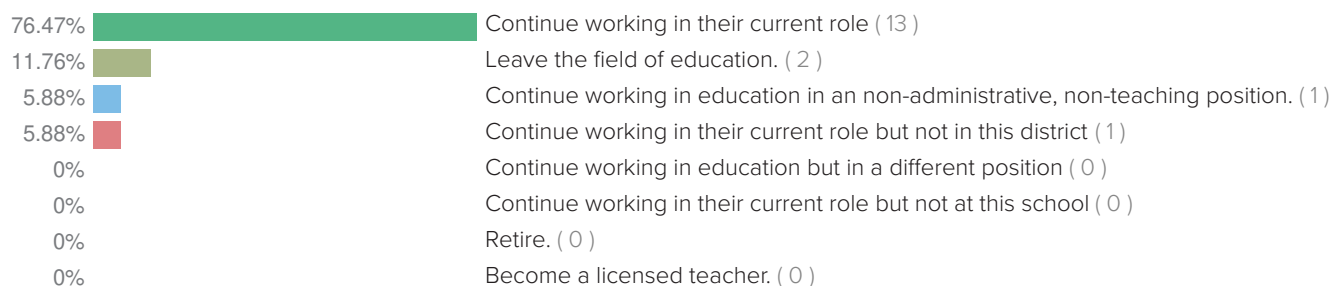 76.47% Continue working in their current role ( 13 )
11.76% Leave the field of education. ( 2 )
5.88% Continue working in education in an non-administrative, non-teaching position. ( 1 )
5.88% Continue working in their current role but not in this district ( 1 )
0% Continue working in education but in a different position ( 0 )
0% Continue working in their current role but not at this school ( 0 )
0% Retire. ( 0 )
0% Become a licensed teacher. ( 0 )